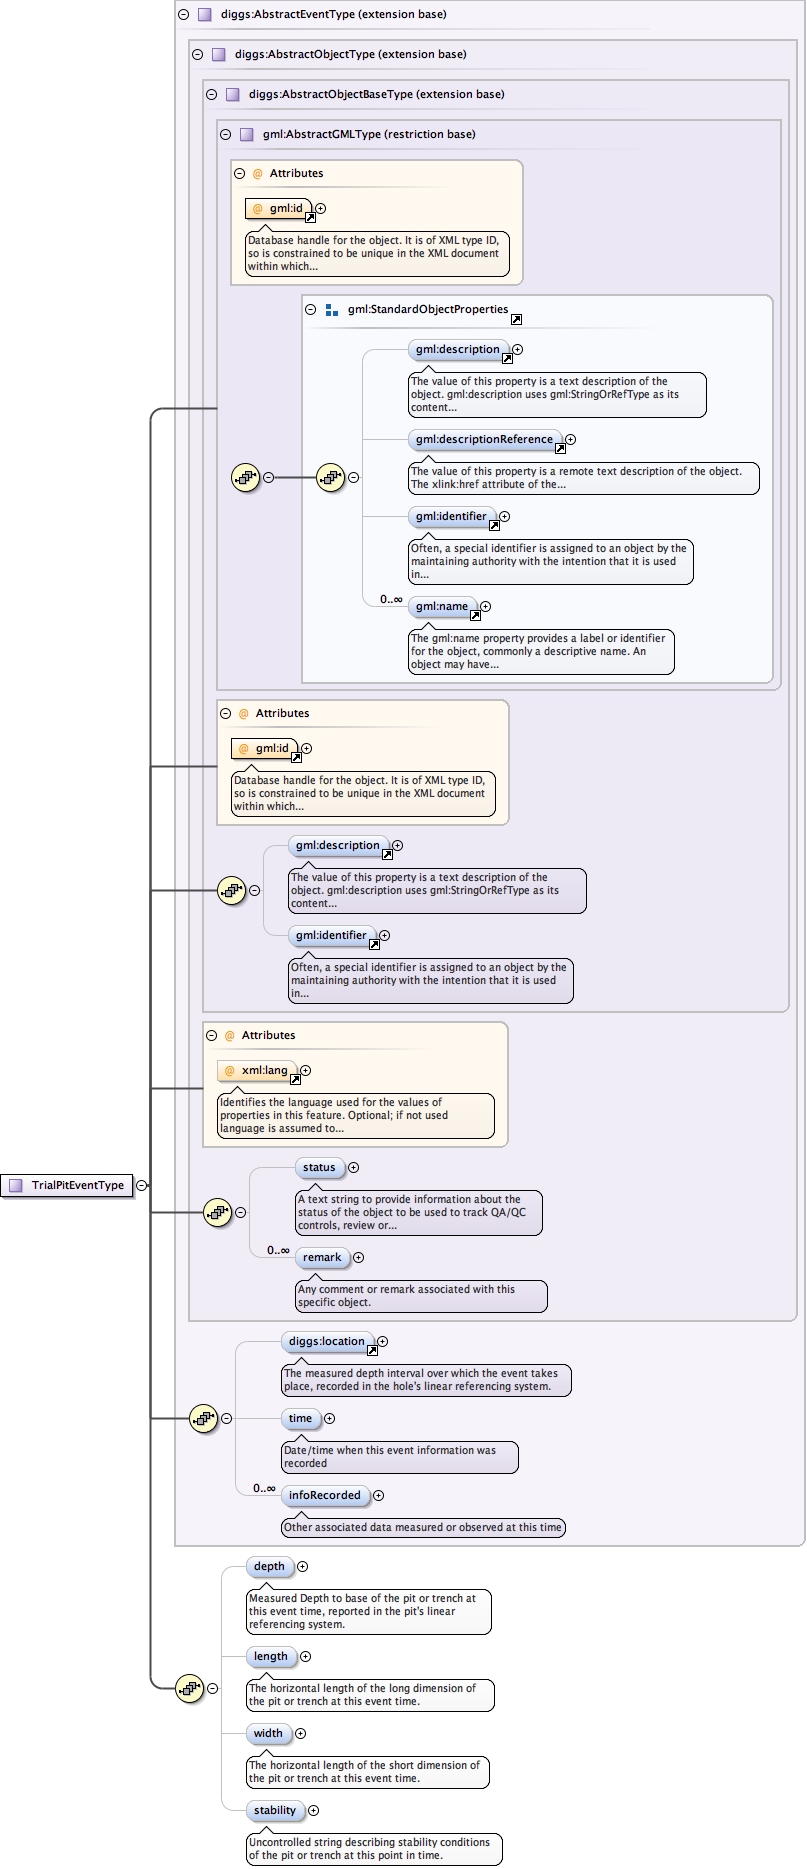 diggs:AbstractEventType (extension base)
diggs:AbstractObjectType (extension base)
diggs:AbstractObjectBaseType (extension base)
gml:AbstractGMLType (restriction base)
@ Attributes
@ gml:id
Database handle for the object. It is of XML type ID,
so is constrained to be unique in the XML document
within which...
gml:StandardObjectProperties
gml:description
The value of this property is a text description of the
object. gml:description uses gml:StringOrRefType as its
content...
gml:descriptionReference
The value of this property is a remote text description of the object.
The xlink:href attribute of the...
gml:identifier
Often, a special identifier is assigned to an object by the
maintaining authority with the intention that it is used
in...
0..∞
gml:name
The gml:name property provides a label or identifier
for the object, commonly a descriptive name. An
object may have...
@ Attributes
@ gml:id
Database handle for the object. It is of XML type ID,
so is constrained to be unique in the XML document
within which...
gml:description
The value of this property is a text description of the
object. gml:description uses gml:StringOrRefType as its
content...
gml:identifier
Often, a special identifier is assigned to an object by the
maintaining authority with the intention that it is used
in...
@ Attributes
@ xml:lang
Identifies the language used for the values of
properties in this feature. Optional; if not used
language is assumed to...
TrialPitEventType
status
A text string to provide information about the
status of the object to be used to track QA/QC
controls, review or...
0..∞
remark
Any comment or remark associated with this
specific object.
diggs:location
The measured depth interval over which the event takes
place, recorded in the hole's linear referencing system.
time
Date/time when this event information was
recorded
0..∞
infoRecorded
Other associated data measured or observed at this time
depth
Measured Depth to base of the pit or trench at
this event time, reported in the pit's linear
referencing system.
length
The horizontal length of the long dimension of
the pit or trench at this event time.
width
The horizontal length of the short dimension of
the pit or trench at this event time.
stability
Uncontrolled string describing stability conditions
of the pit or trench at this point in time.